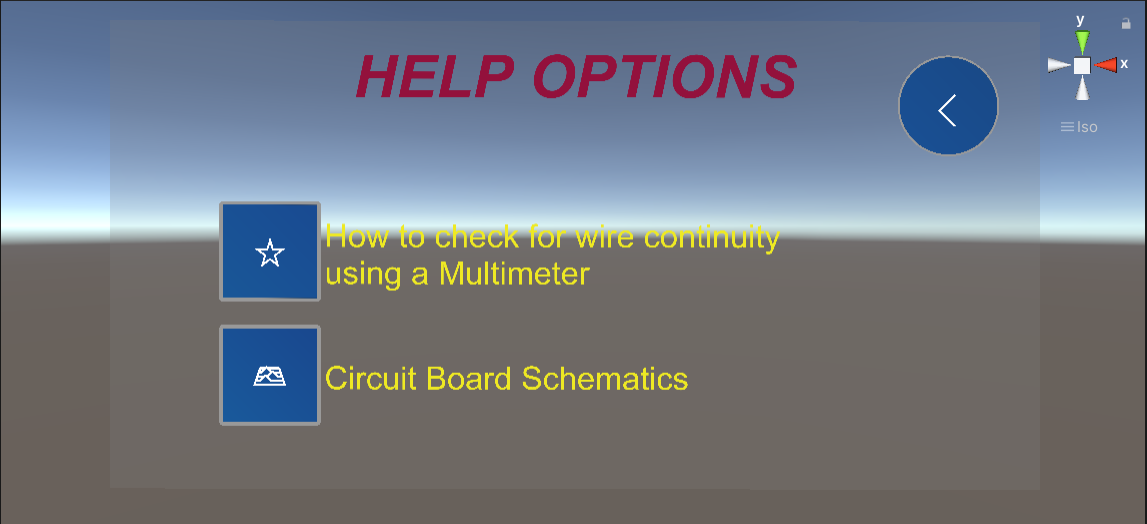 HELP OPTIONS
y
x
Iso
How to check for wire continuity
using a Multimeter
Circuit Board Schematics